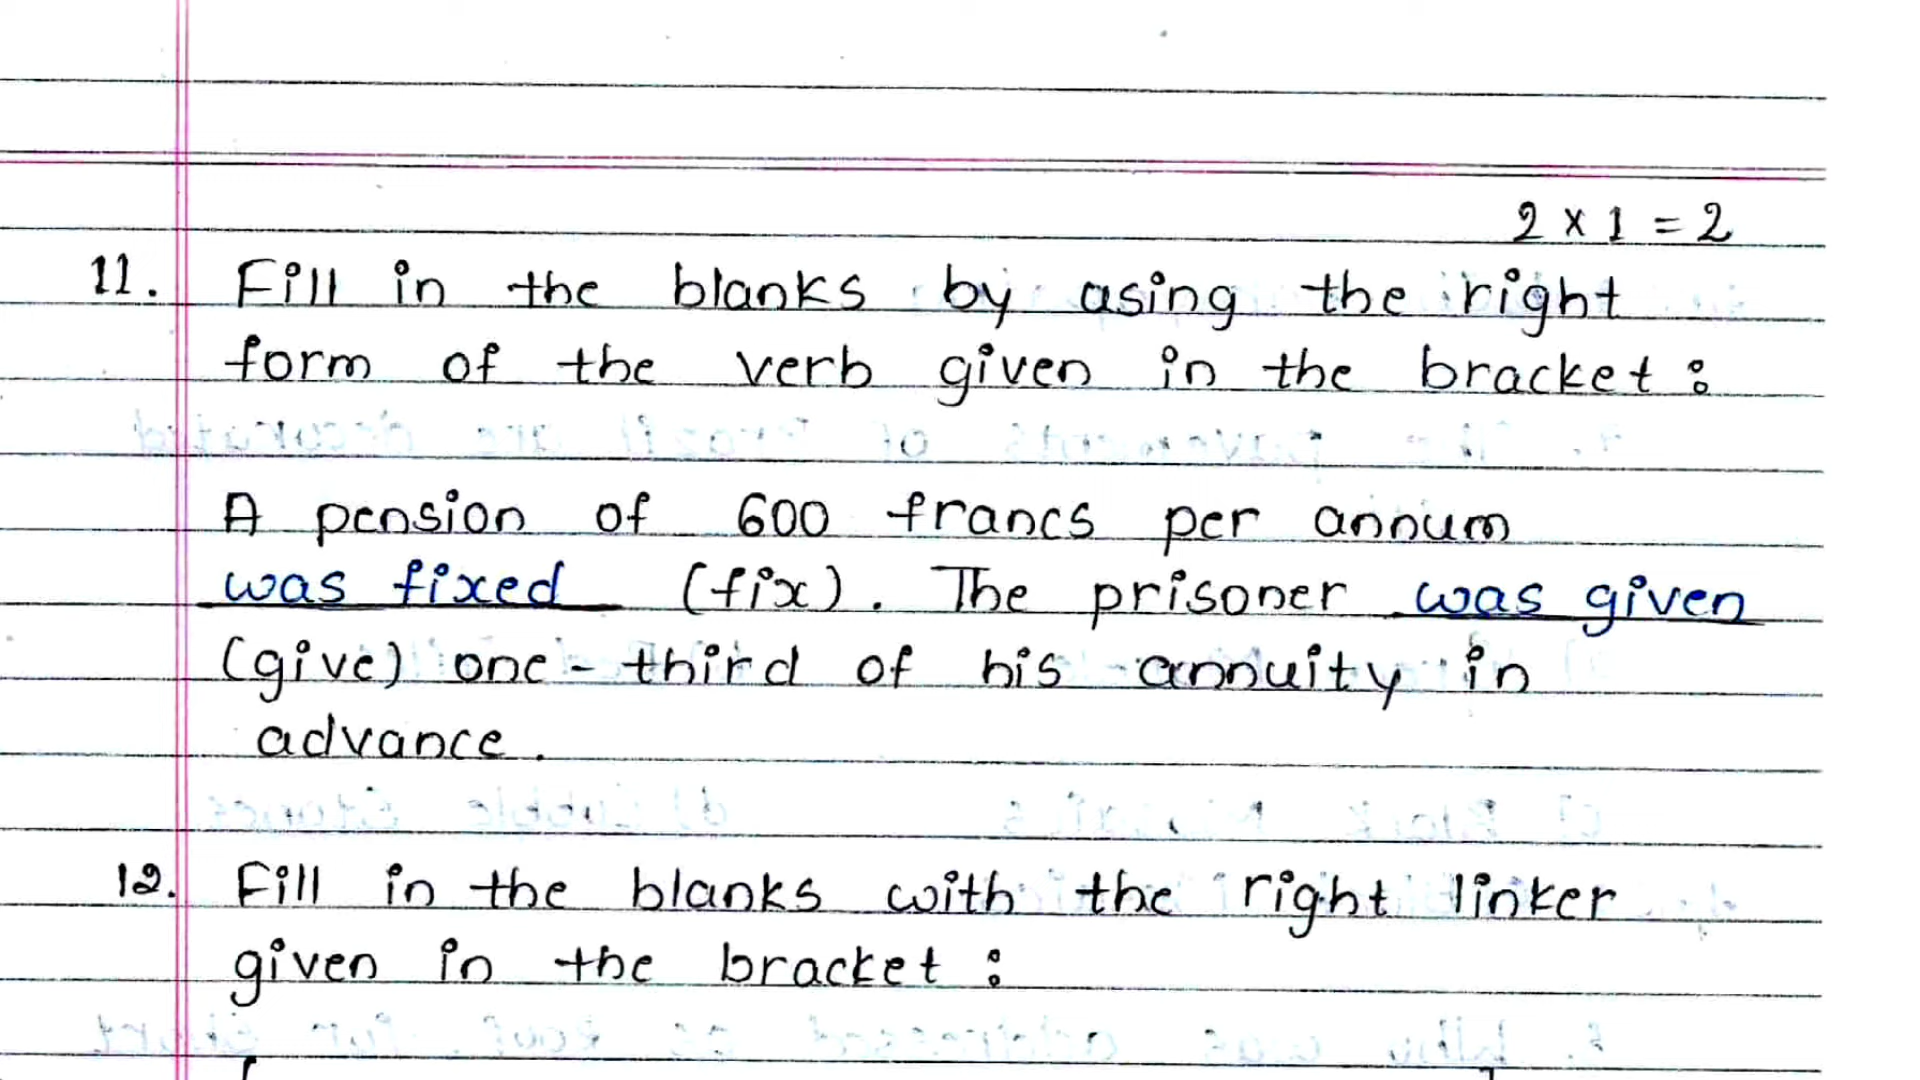 2 x 1 = 2
11. Fill in the blanks by using the right
form of the verb given in the bracket :
A pension of 600 francs per annum
was fixed (fix). The prisoner was given
(give) one-third of his annuity in
advance.
12. Fill in the blanks with the right linker
given in the bracket :